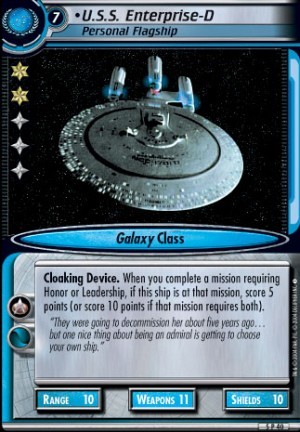 7
•U.S.S. Enterprise-D
Personal Flagship
Galaxy Class
Cloaking Device. When you complete a mission requiring
Honor or Leadership, if this ship is at that mission, score 5
points (or score 10 points if that mission requires both).
"They were going to decommission her about five years ago...
but one nice thing about being an admiral is getting to choose
your own ship."
RANGE 10
WEAPONS 11
SHIELDS 10